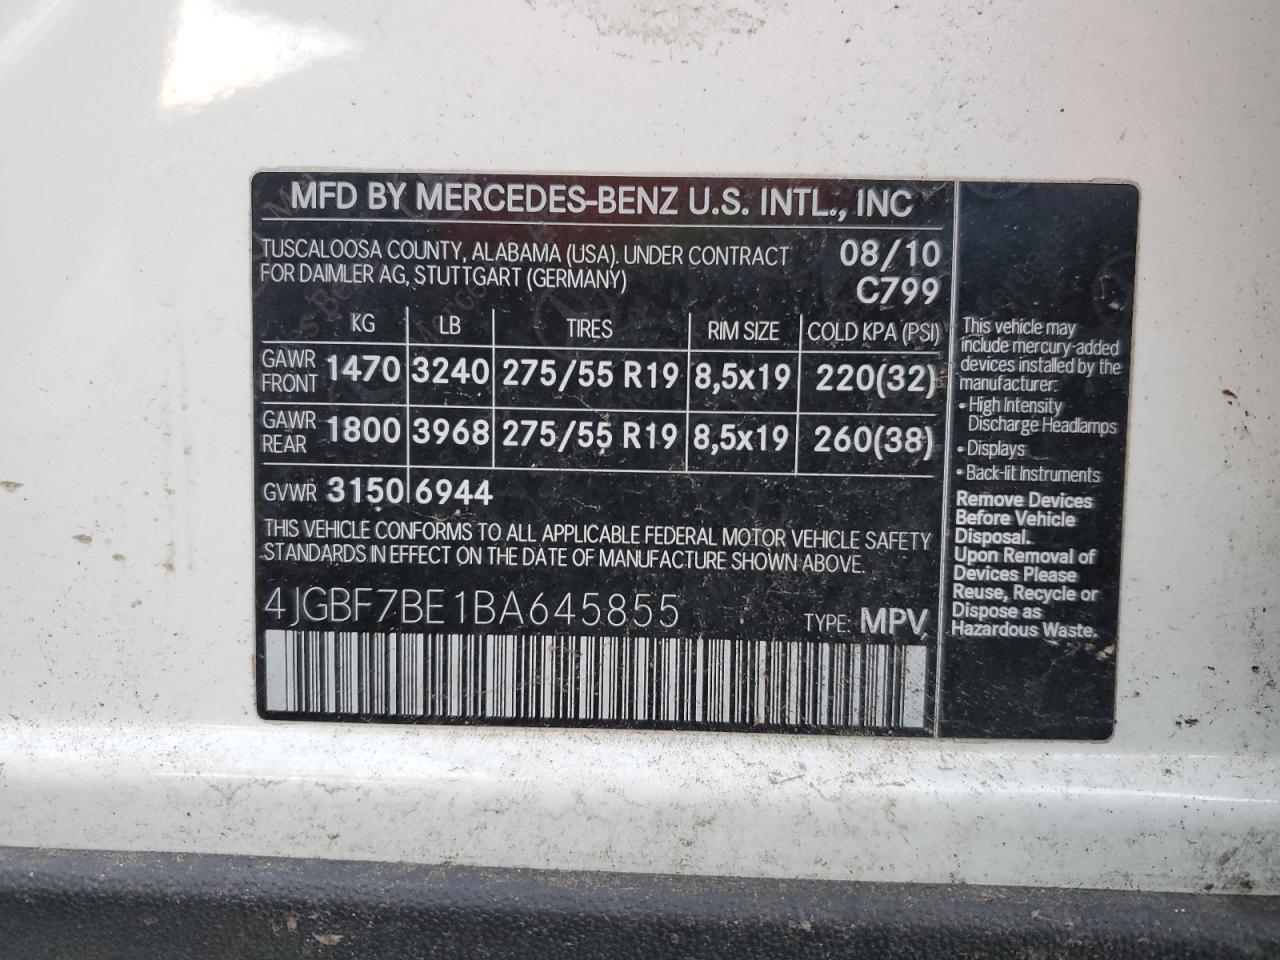 MFD BY MERCEDES-BENZ U.S. INTL., INC
TUSCALOOSA COUNTY, ALABAMA (USA). UNDER CONTRACT 08/10
FOR DAIMLER AG, STUTTGART (GERMANY) C799
KG LB TIRES RIM SIZE COLD KPA (PSI)
GAWR
FRONT 1470 3240 275/55 R19 8,5x19 220(32)
GAWR
REAR 1800 3968 275/55 R19 8,5x19 260(38)
GVWR 3150 6944
THIS VEHICLE CONFORMS TO ALL APPLICABLE FEDERAL MOTOR VEHICLE SAFETY
STANDARDS IN EFFECT ON THE DATE OF MANUFACTURE SHOWN ABOVE.
4JGBF7BE1BA645855 TYPE: MPV
This vehicle may
include mercury-added
devices installed by the
manufacturer:
• High Intensity
Discharge Headlamps
• Displays
• Back-lit Instruments
Remove Devices
Before Vehicle
Disposal.
Upon Removal of
Devices Please
Reuse, Recycle or
Dispose as
Hazardous Waste.